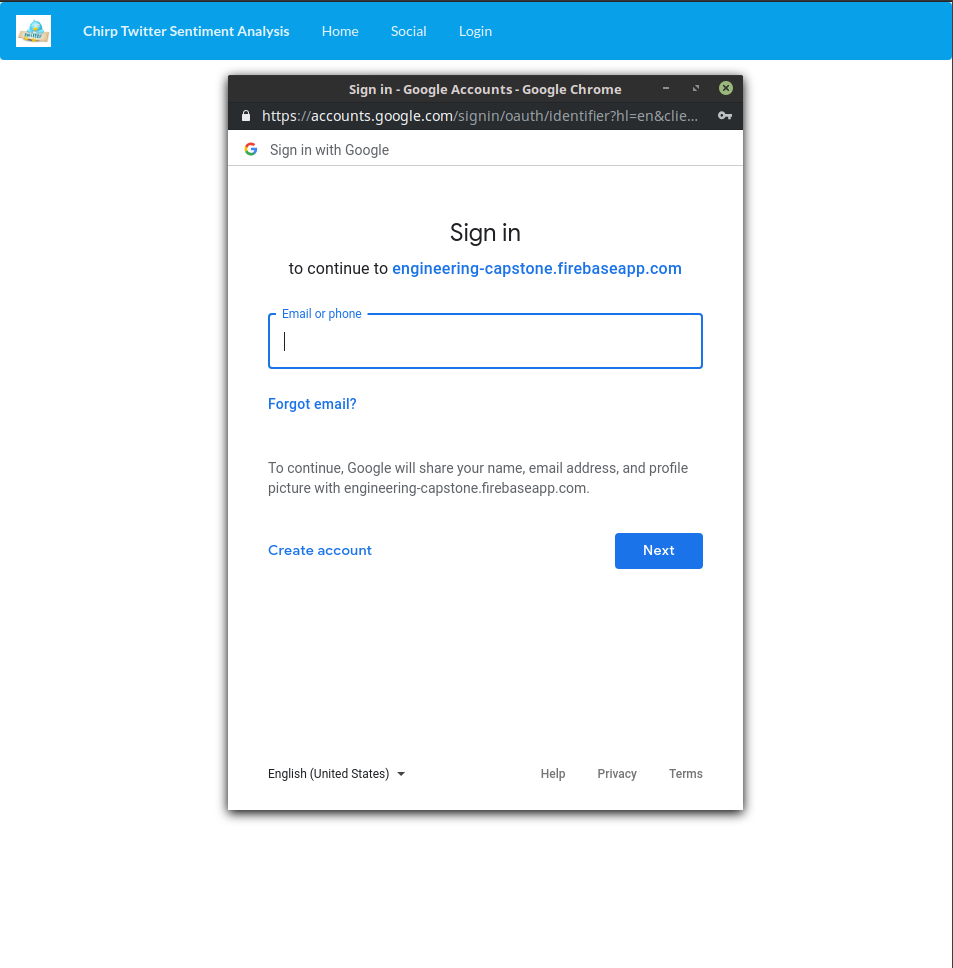 Chirp Twitter Sentiment Analysis Home Social Login
Sign in - Google Accounts - Google Chrome
https://accounts.google.com/signin/oauth/identifier?hl=en&clie...
Sign in with Google
Sign in
to continue to engineering-capstone.firebaseapp.com
Email or phone
Forgot email?
To continue, Google will share your name, email address, and profile
picture with engineering-capstone.firebaseapp.com.
Create account Next
English (United States) Help Privacy Terms